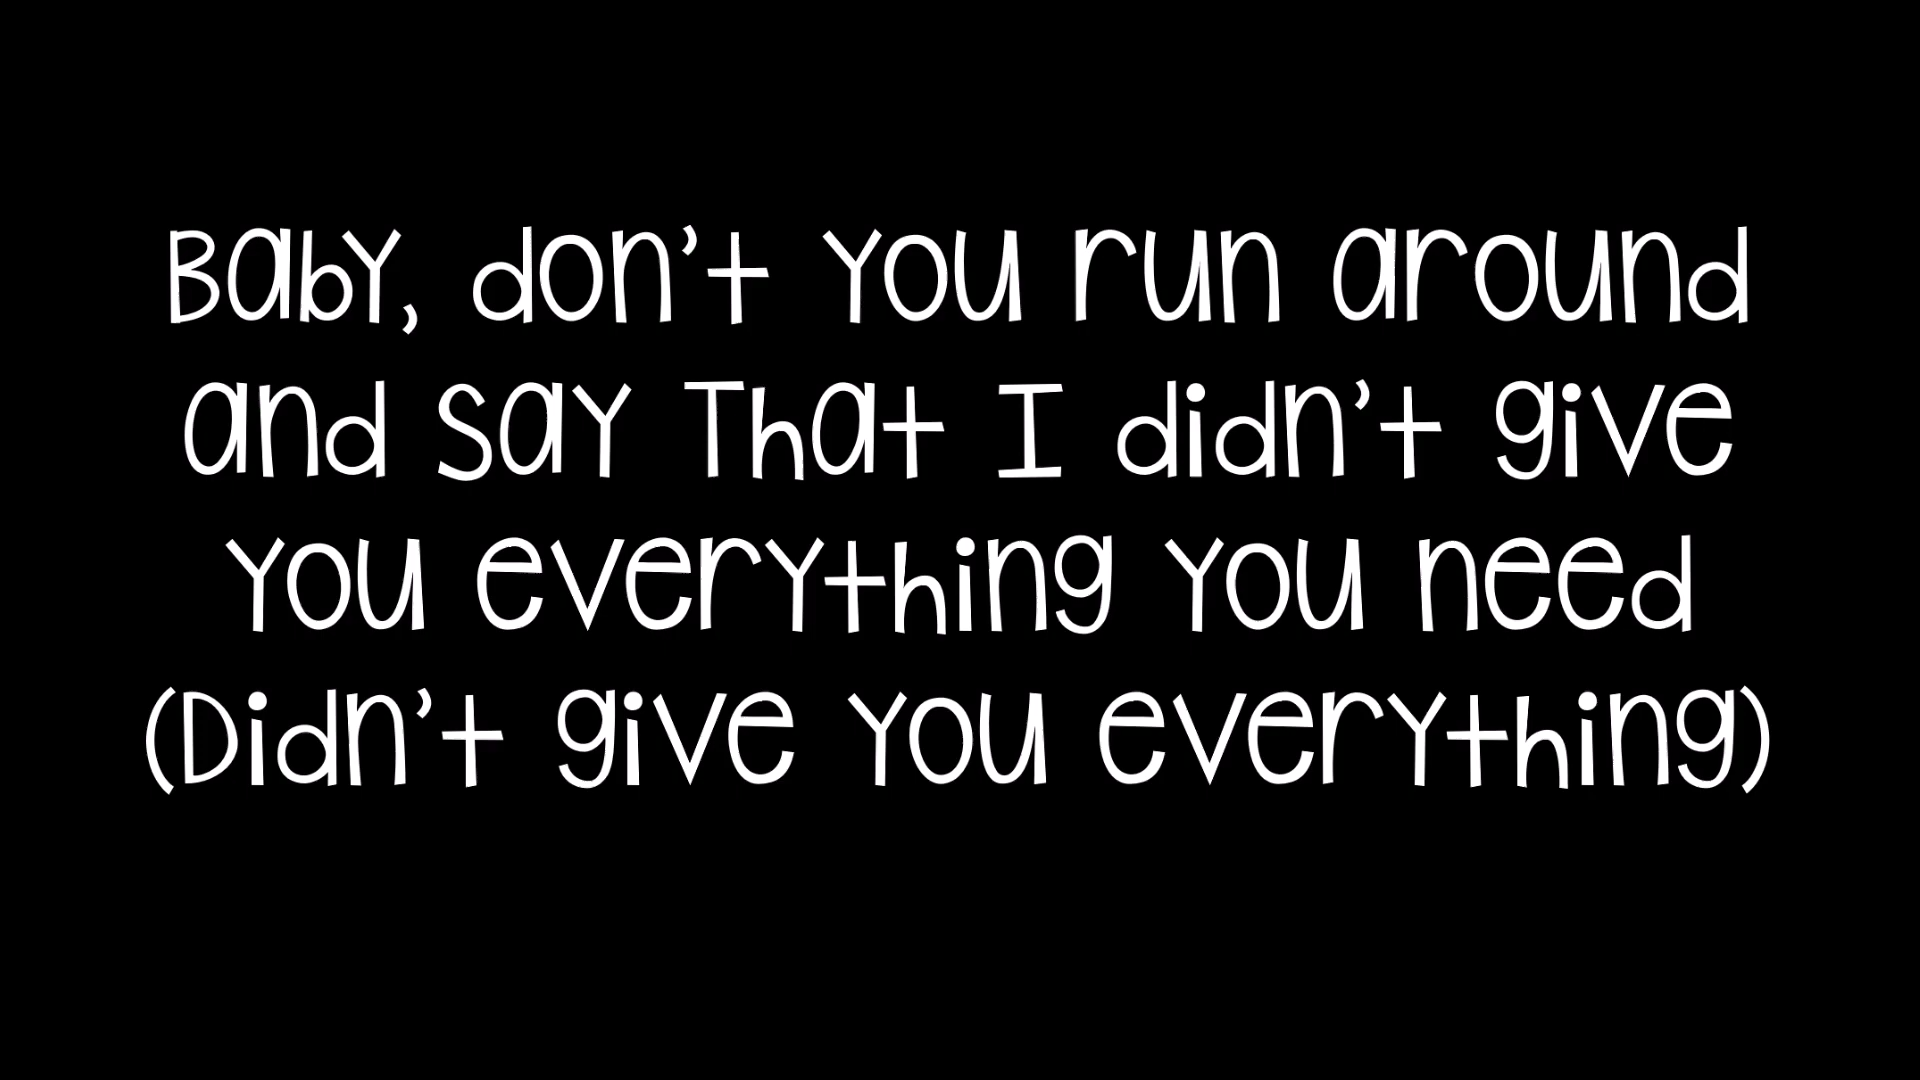 Baby, don't you run around
and say That I didn't give
you everything you need
(Didn't give you everything)